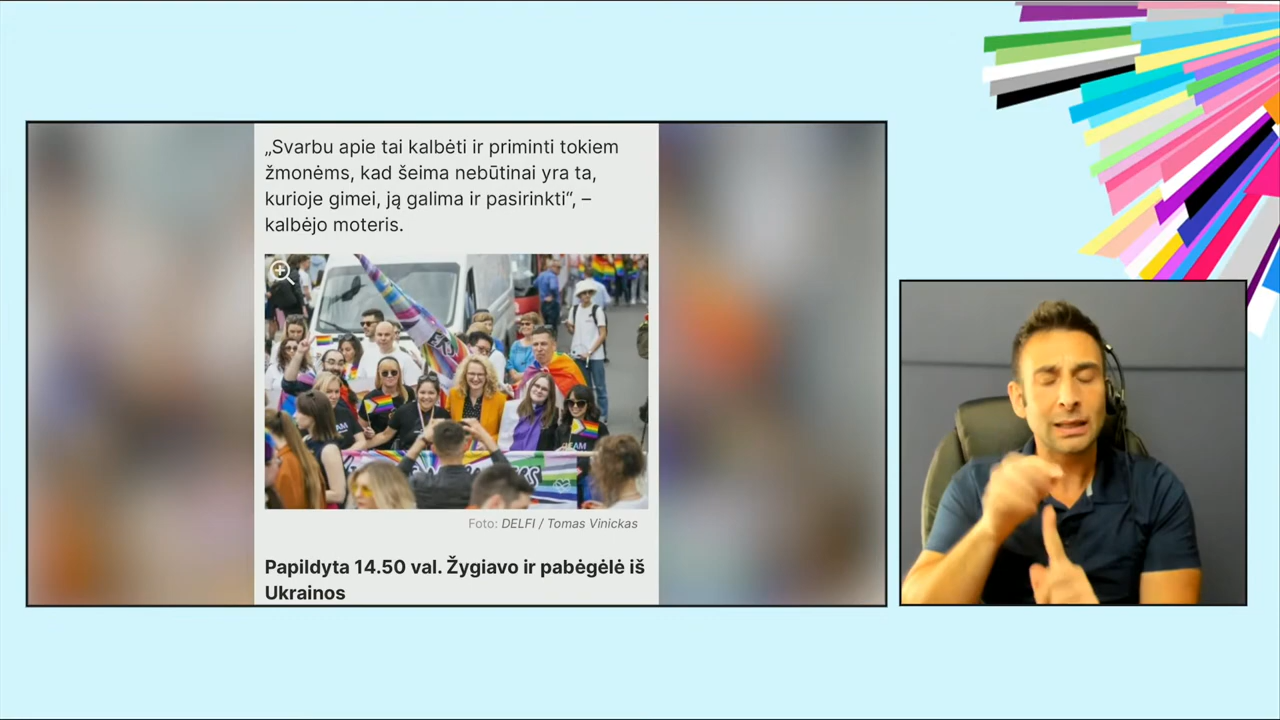 „Svarbu apie tai kalbėti ir priminti tokiem
žmonėms, kad šeima nebūtinai yra ta,
kurioje gimei, ją galima ir pasirinkti“, –
kalbėjo moteris.
Foto: DELFI / Tomas Vinickas
Papildyta 14.50 val. Žygiavo ir pabėgėlė iš
Ukrainos